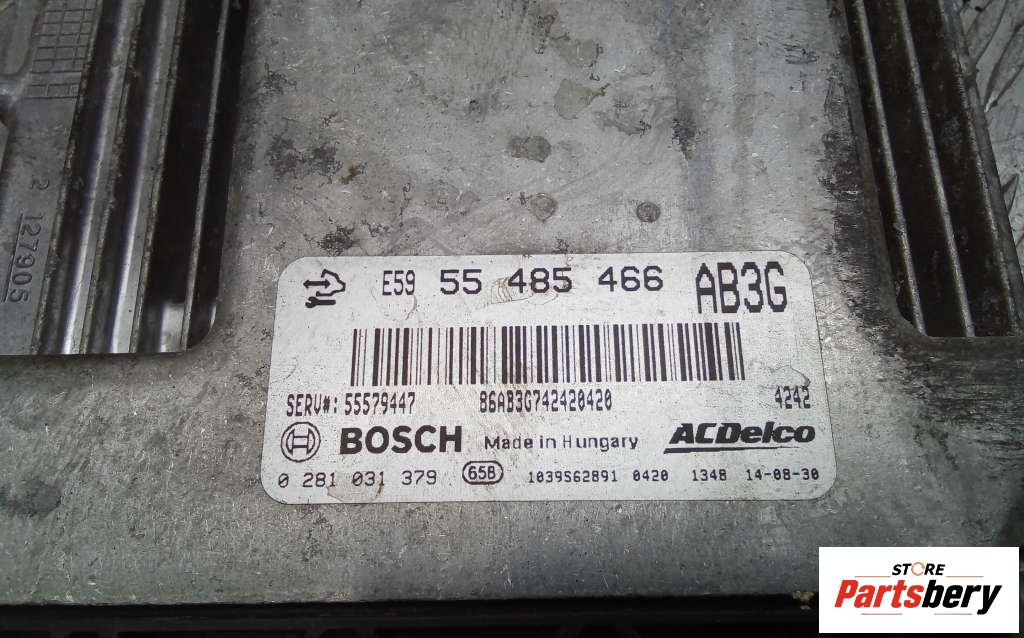 2 127905
E59 55 485 466 AB3G
SERV#: 55579447 86AB3G742420420 4242
BOSCH Made in Hungary ACDelco
0 281 031 379 65B 1039S62891 0420 1348 14-08-30
STORE
Partsbery